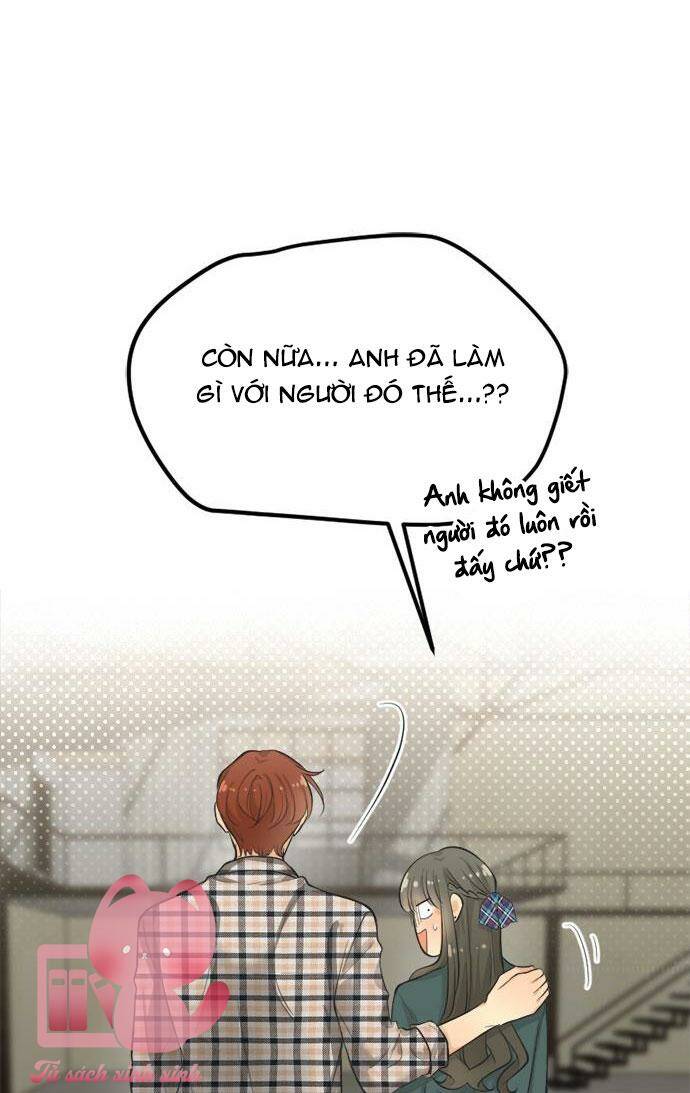 CÒN NỮA... ANH ĐÃ LÀM
GÌ VỚI NGƯỜI ĐÓ THẾ...??
Anh không giết
người đó luôn rồi
đấy chứ??
Tủ sách xinh xinh